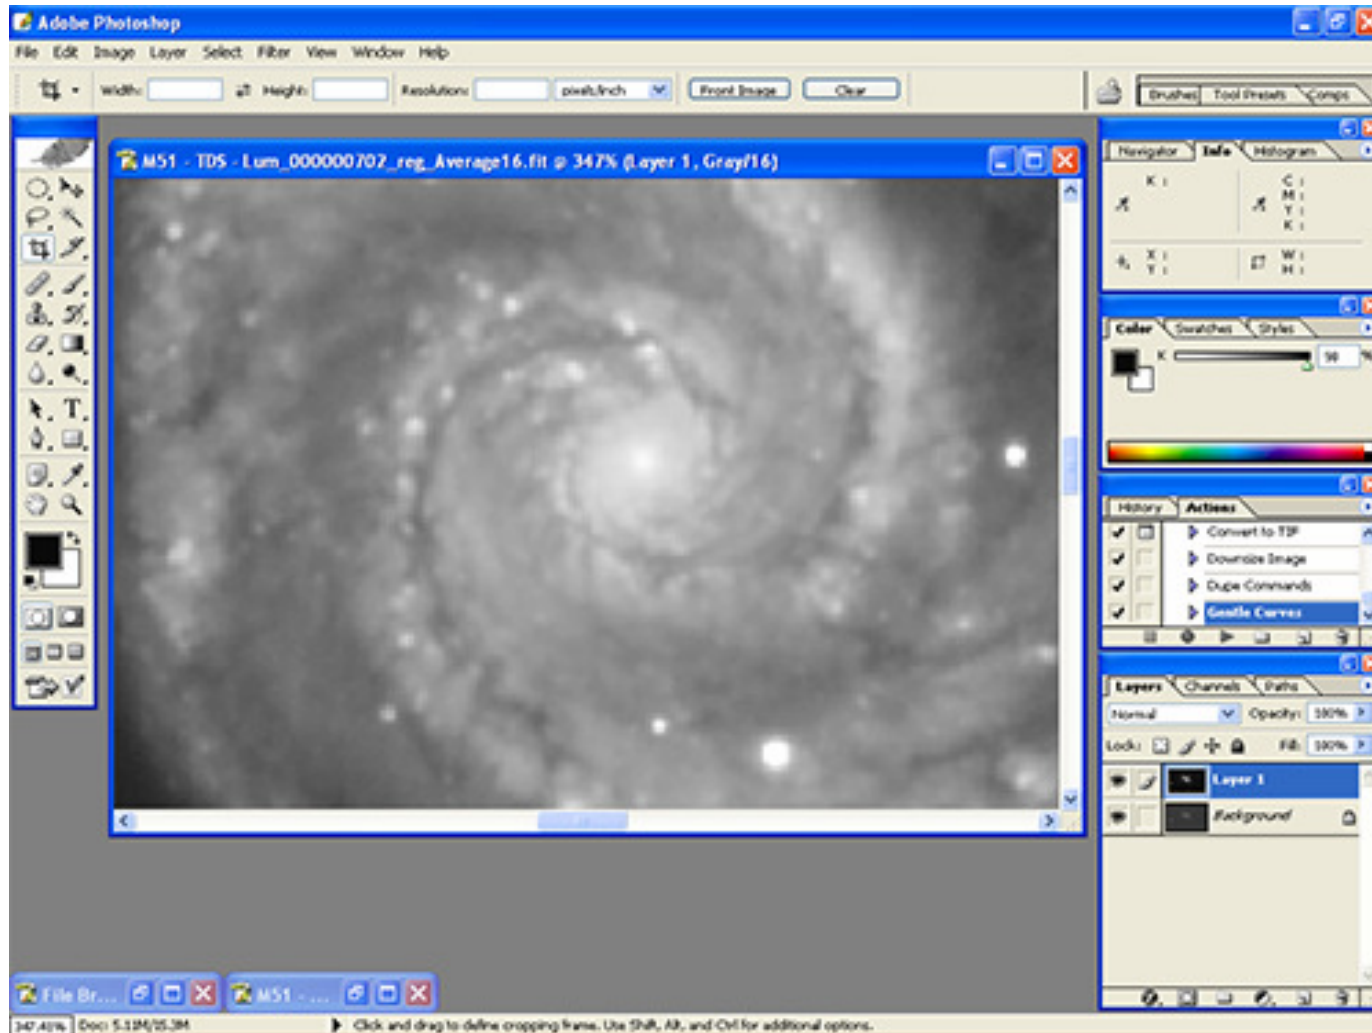 Adobe Photoshop
File Edit Image Layer Select Filter View Window Help
Width: Height: Resolution: pixels/inch Front Image Clear
Brushes Tool Presets Comps
M51 - TDS - Lum_000000702_reg_Average16.fit @ 347% (Layer 1, Gray/16)
Navigator Info Histogram
K :
C :
M :
Y :
K :
X :
Y :
W :
H :
Color Swatches Styles
K 98 %
History Actions
Convert to TIF
Downsize Image
Dupe Commands
Gentle Curves
Layers Channels Paths
Normal Opacity: 100%
Lock: Fill: 100%
Layer 1
Background
T
File Br... M51 - ...
347.41% Doc: 5.11M/15.3M Click and drag to define cropping frame. Use Shift, Alt, and Ctrl for additional options.